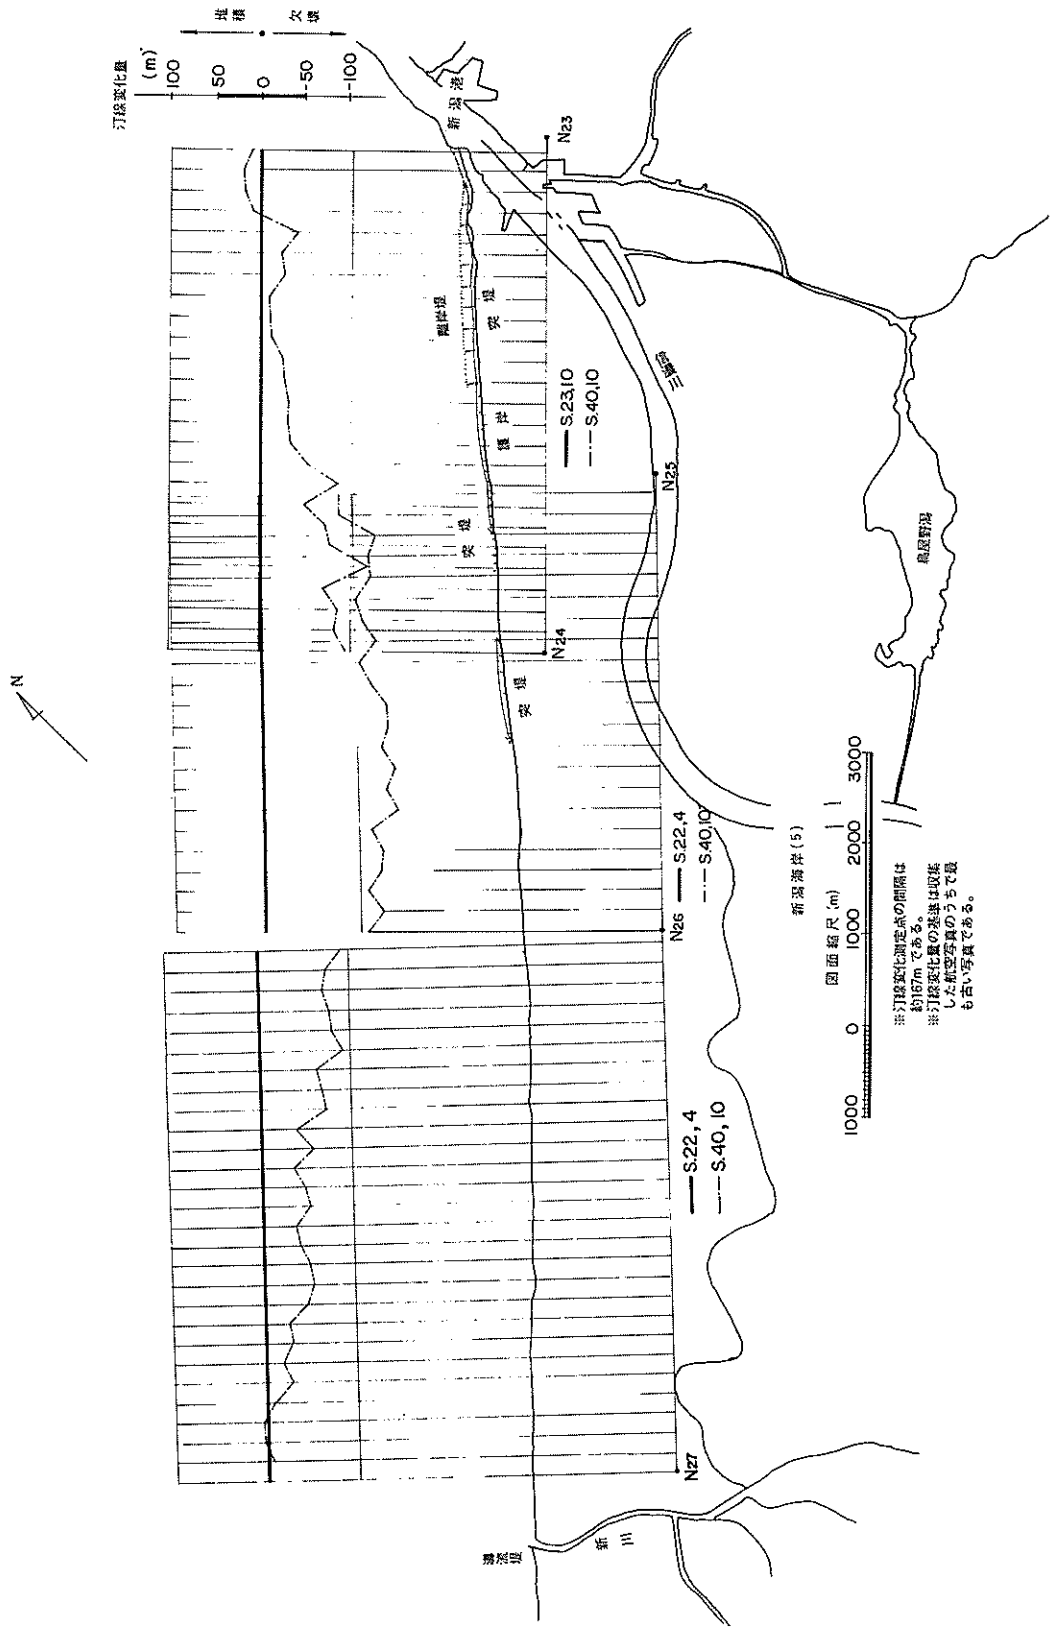 汀線変化量
(m)
100
50
0
-50
-100
堆積
欠壊
N
新潟港
N23
離岸堤
突堤
護岸
突堤
突堤
S.23,10
S.40,10
信濃川
N24
N25
鳥屋野潟
N26
S.22,4
S.40,10
新潟海岸(5)
図面縮尺(m)
1000
0
1000
2000
3000
※汀線変化測定点の間隔は
約167mである。
※汀線変化量の基準は収集
した航空写真のうちで最
も古い写真である。
S.22,4
S.40,10
N27
導流堤
新川